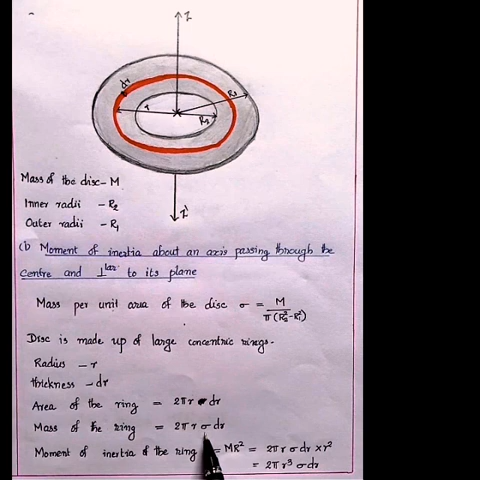 Z
dr
r
R₁
R₂
Z'
Mass of the disc - M
Inner radii - R₂
Outer radii - R₁
(b) Moment of inertia about an axis passing through the
centre and ⊥lar to its plane
Mass per unit area of the disc σ = M / π(R₂²-R₁²)
Disc is made up of large concentric rings.
Radius - r
thickness - dr
Area of the ring = 2πr dr
Mass of the ring = 2πr σ dr
Moment of inertia of the ring = MR² = 2πr σ dr × r²
= 2πr³ σ dr